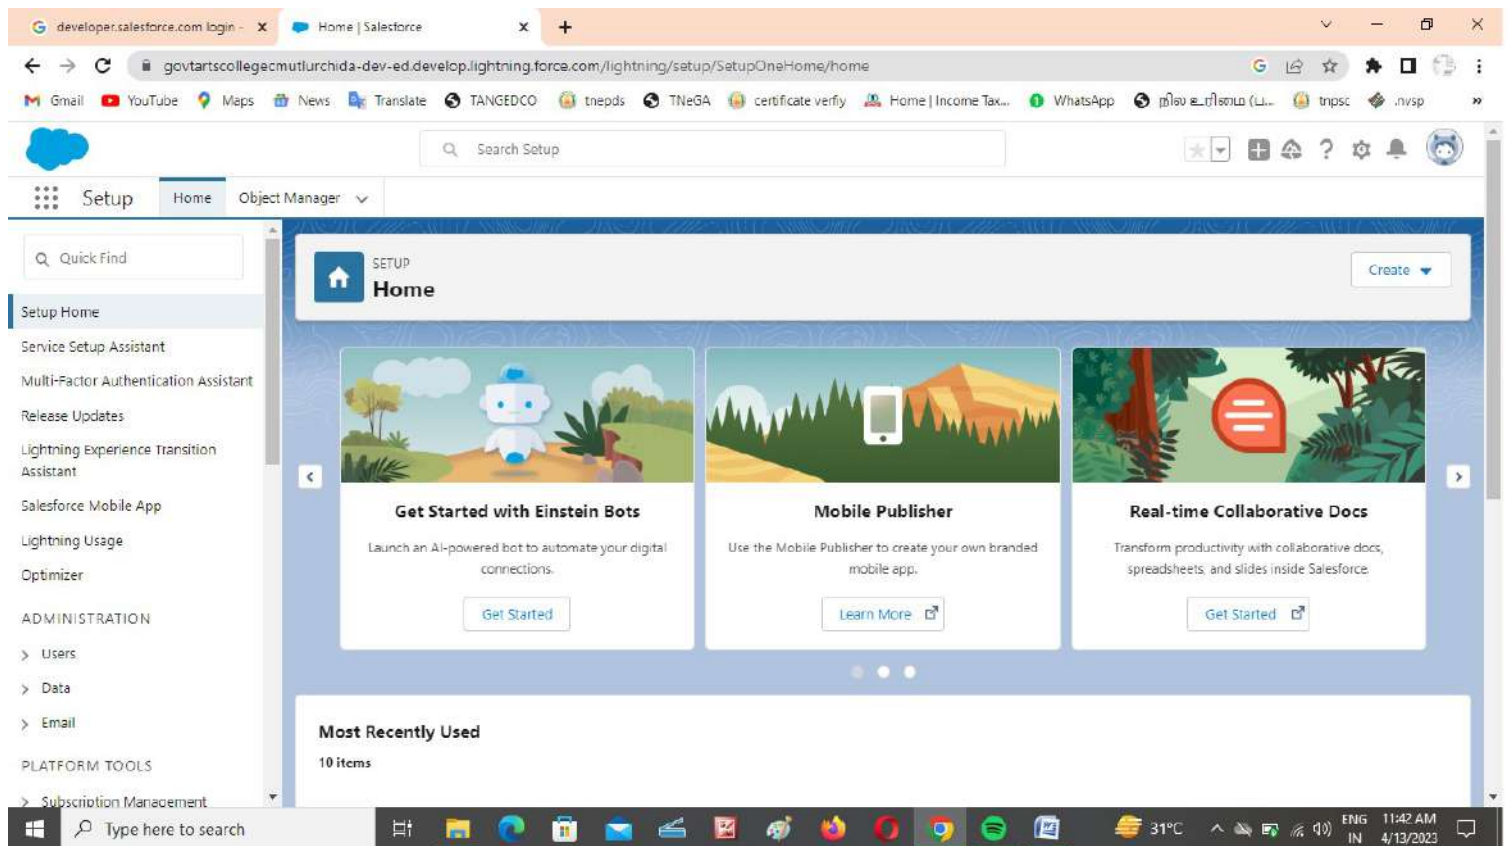 developer.salesforce.com login -
Home | Salesforce
govtartscollegecmutlurchida-dev-ed.develop.lightning.force.com/lightning/setup/SetupOneHome/home
Gmail YouTube Maps News Translate TANGEDCO tnepds TNeGA certificate verfiy Home | Income Tax... WhatsApp நில உரிமை (ப... tnpsc .nvsp »
Search Setup
Setup Home Object Manager
Quick Find
SETUP
Home
Create
Setup Home
Service Setup Assistant
Multi-Factor Authentication Assistant
Release Updates
Lightning Experience Transition
Assistant
Salesforce Mobile App
Lightning Usage
Optimizer
ADMINISTRATION
Users
Data
Email
PLATFORM TOOLS
Subscription Management
Get Started with Einstein Bots
Launch an AI-powered bot to automate your digital
connections.
Get Started
Mobile Publisher
Use the Mobile Publisher to create your own branded
mobile app.
Learn More
Real-time Collaborative Docs
Transform productivity with collaborative docs,
spreadsheets, and slides inside Salesforce.
Get Started
Most Recently Used
10 items
Type here to search
31°C
ENG
IN
11:42 AM
4/13/2023